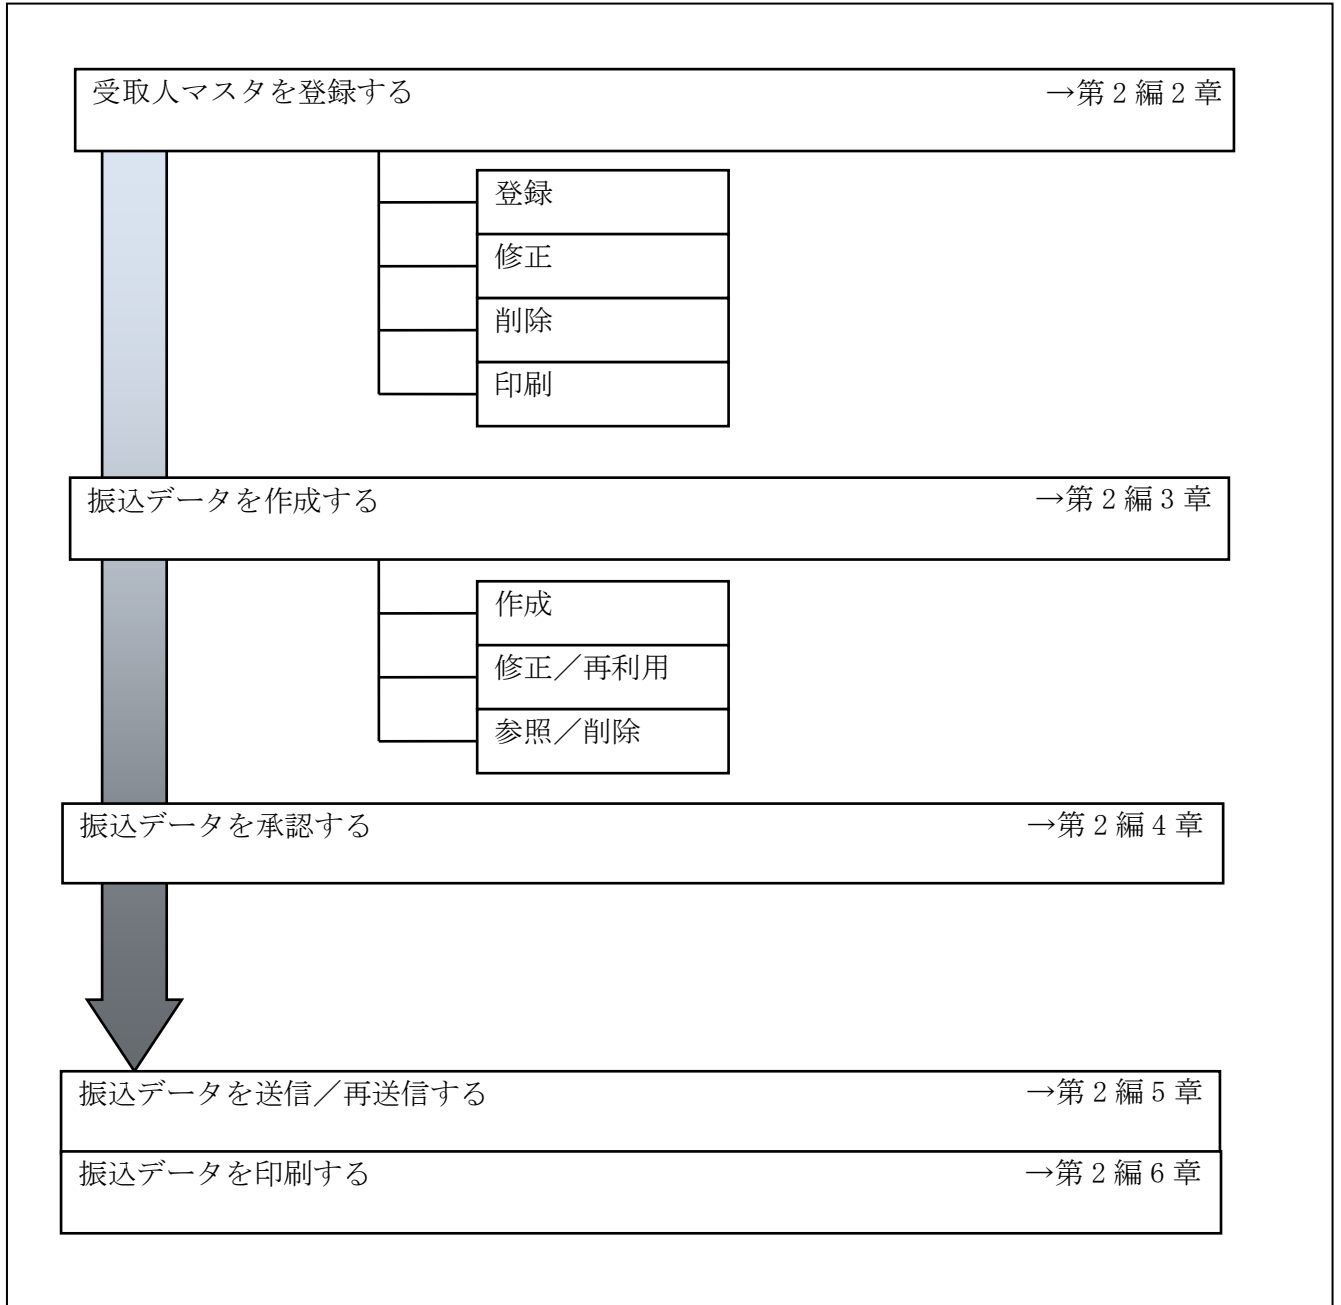 受取人マスタを登録する →第２編２章
登録
修正
削除
印刷
振込データを作成する →第２編３章
作成
修正／再利用
参照／削除
振込データを承認する →第２編４章
振込データを送信／再送信する →第２編５章
振込データを印刷する →第２編６章